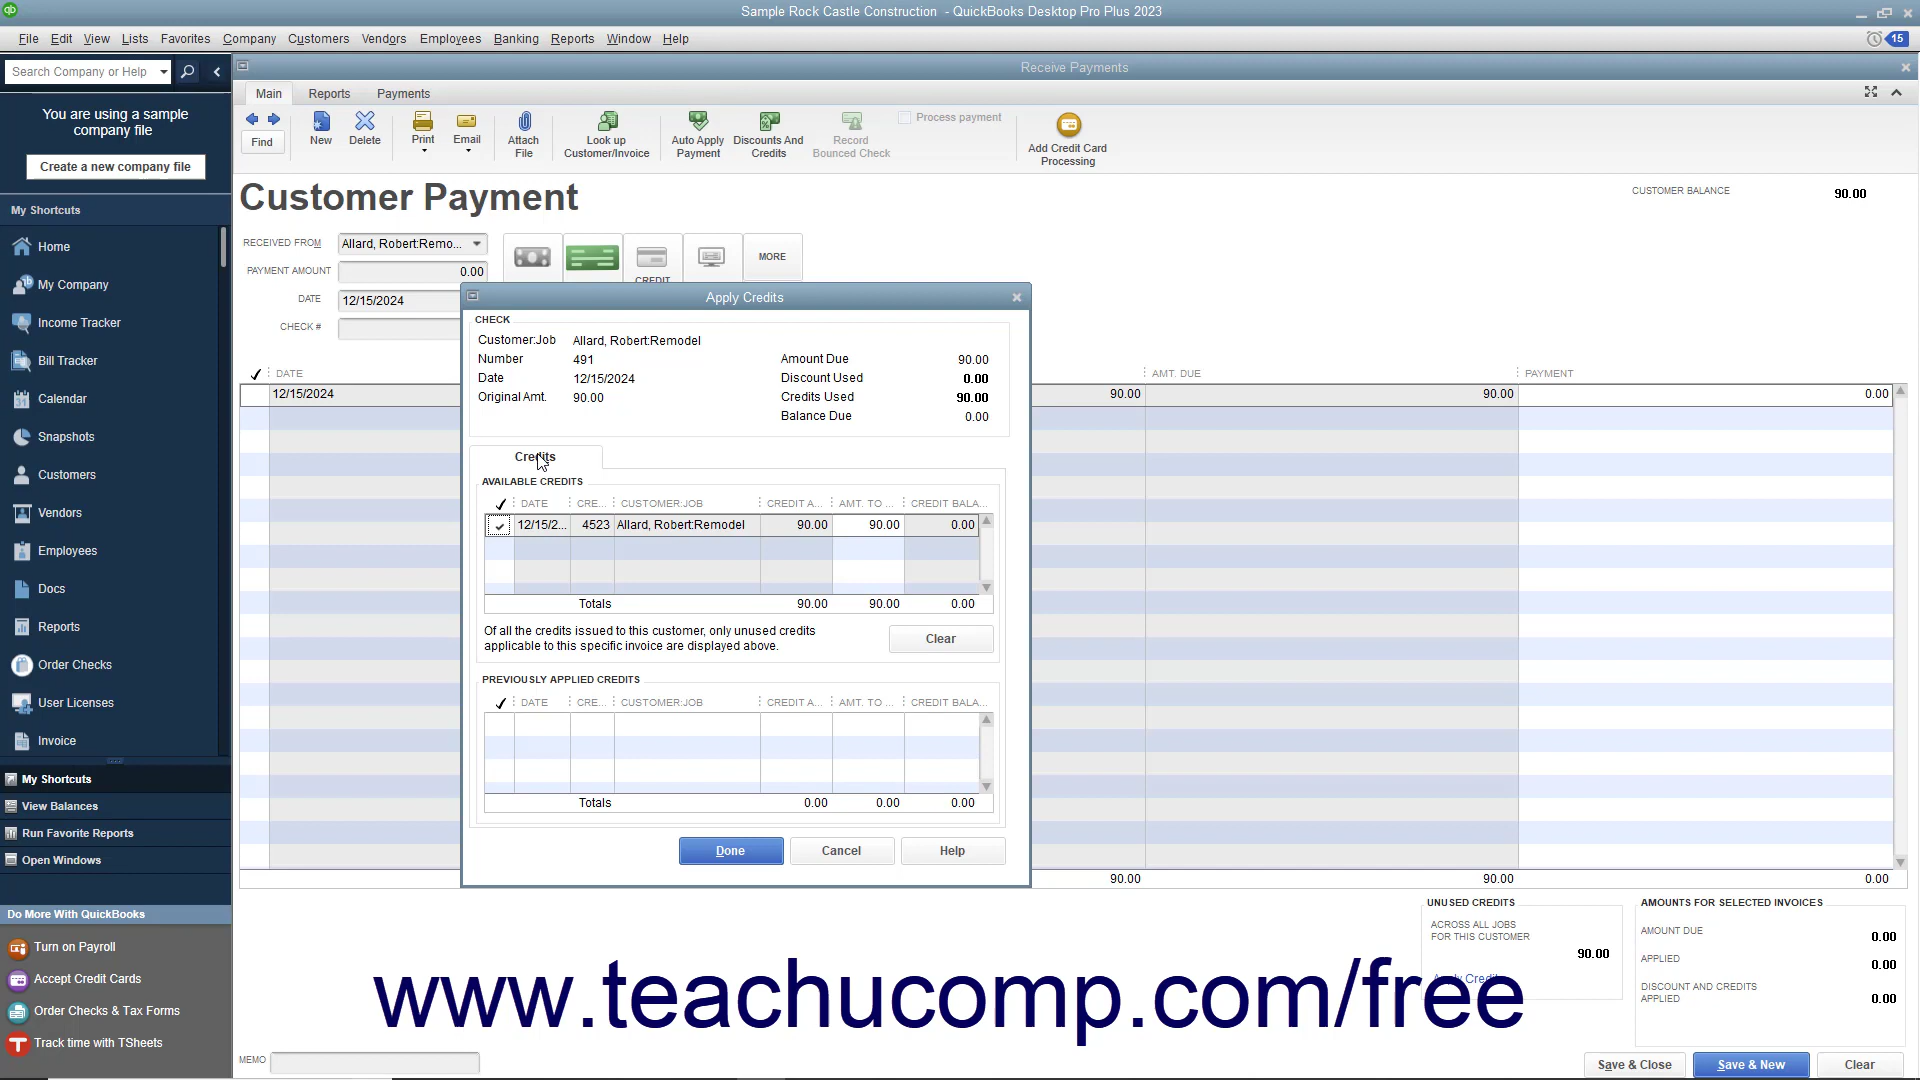 Sample Rock Castle Construction - QuickBooks Desktop Pro Plus 2023
File Edit View Lists Favorites Company Customers Vendors Employees Banking Reports Window Help
15
Search Company or Help
Receive Payments
You are using a sample
company file
Create a new company file
My Shortcuts
Home
My Company
Income Tracker
Bill Tracker
Calendar
Snapshots
Customers
Vendors
Employees
Docs
Reports
Order Checks
User Licenses
Invoice
My Shortcuts
View Balances
Run Favorite Reports
Open Windows
Do More With QuickBooks
Turn on Payroll
Accept Credit Cards
Order Checks & Tax Forms
Track time with TSheets
Main Reports Payments
Find
New
Delete
Print
Email
Attach
File
Look up
Customer/Invoice
Auto Apply
Payment
Discounts And
Credits
Record
Bounced Check
Process payment
Add Credit Card
Processing
Customer Payment
CUSTOMER BALANCE 90.00
RECEIVED FROM Allard, Robert:Remo...
PAYMENT AMOUNT 0.00
DATE 12/15/2024
CHECK #
CREDIT
MORE
DATE AMT. DUE PAYMENT
12/15/2024 90.00 90.00 0.00
90.00 90.00 0.00
Apply Credits
CHECK
Customer:Job Allard, Robert:Remodel
Number 491 Amount Due 90.00
Date 12/15/2024 Discount Used 0.00
Original Amt. 90.00 Credits Used 90.00
Balance Due 0.00
Credits
AVAILABLE CREDITS
DATE CRE... CUSTOMER:JOB CREDIT A... AMT. TO ... CREDIT BALA...
12/15/2... 4523 Allard, Robert:Remodel 90.00 90.00 0.00
Totals 90.00 90.00 0.00
Of all the credits issued to this customer, only unused credits
applicable to this specific invoice are displayed above.
Clear
PREVIOUSLY APPLIED CREDITS
DATE CRE... CUSTOMER:JOB CREDIT A... AMT. TO ... CREDIT BALA...
Totals 0.00 0.00 0.00
Done Cancel Help
UNUSED CREDITS
ACROSS ALL JOBS
FOR THIS CUSTOMER
90.00
AMOUNTS FOR SELECTED INVOICES
AMOUNT DUE 0.00
APPLIED 0.00
DISCOUNT AND CREDITS
APPLIED 0.00
www.teachucomp.com/free
MEMO
Save & Close Save & New Clear